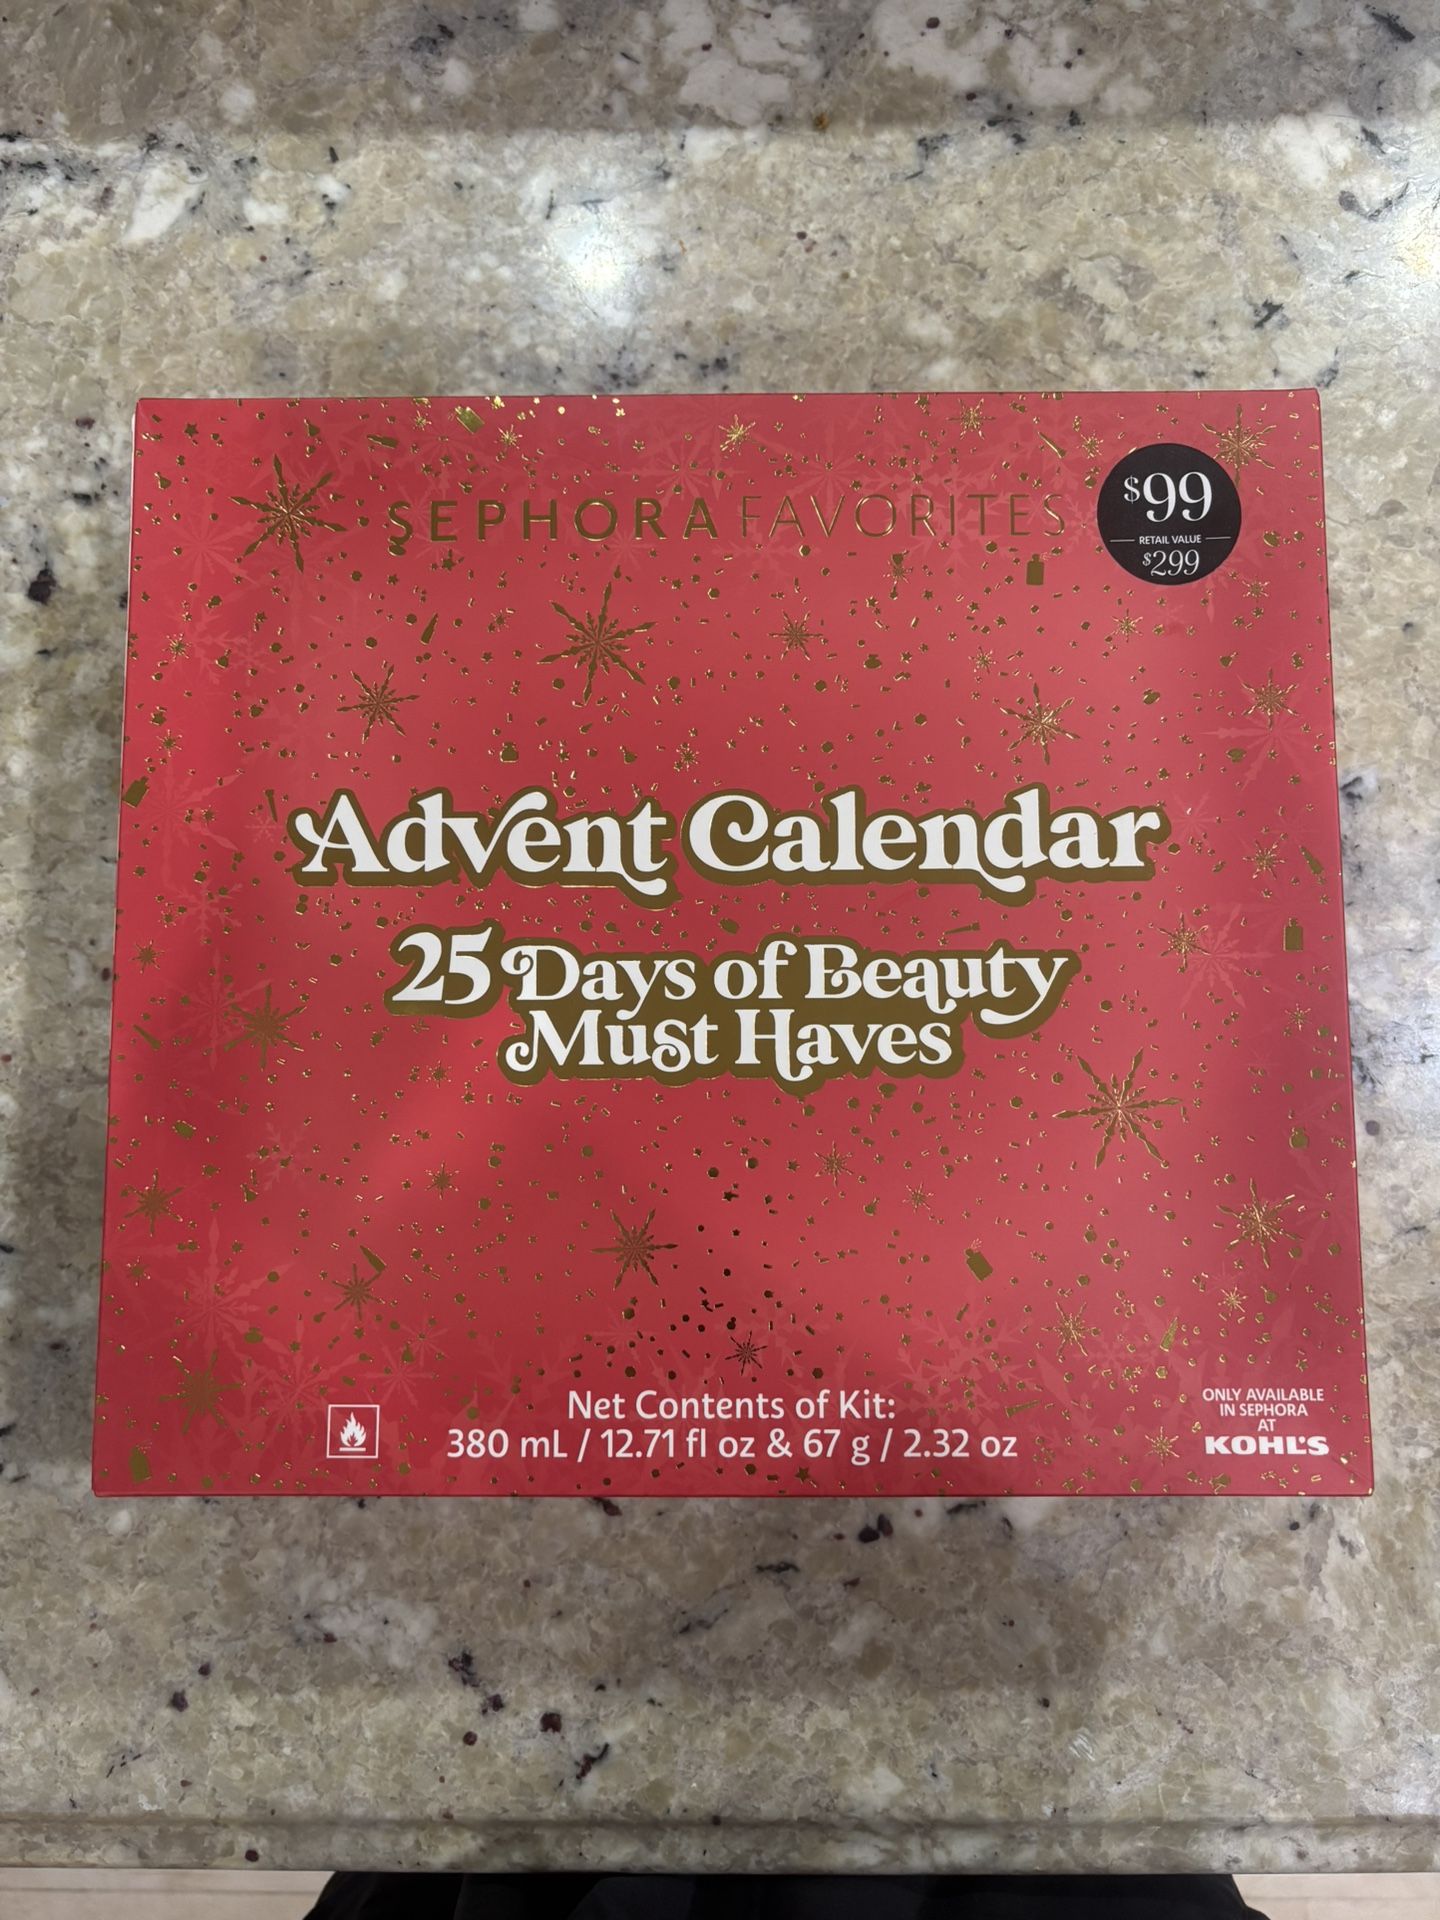 SEPHORA FAVORITES
$99
RETAIL VALUE
$299
Advent Calendar
25 Days of Beauty
Must Haves
Net Contents of Kit:
380 mL / 12.71 fl oz & 67 g / 2.32 oz
ONLY AVAILABLE
IN SEPHORA
AT
KOHL'S